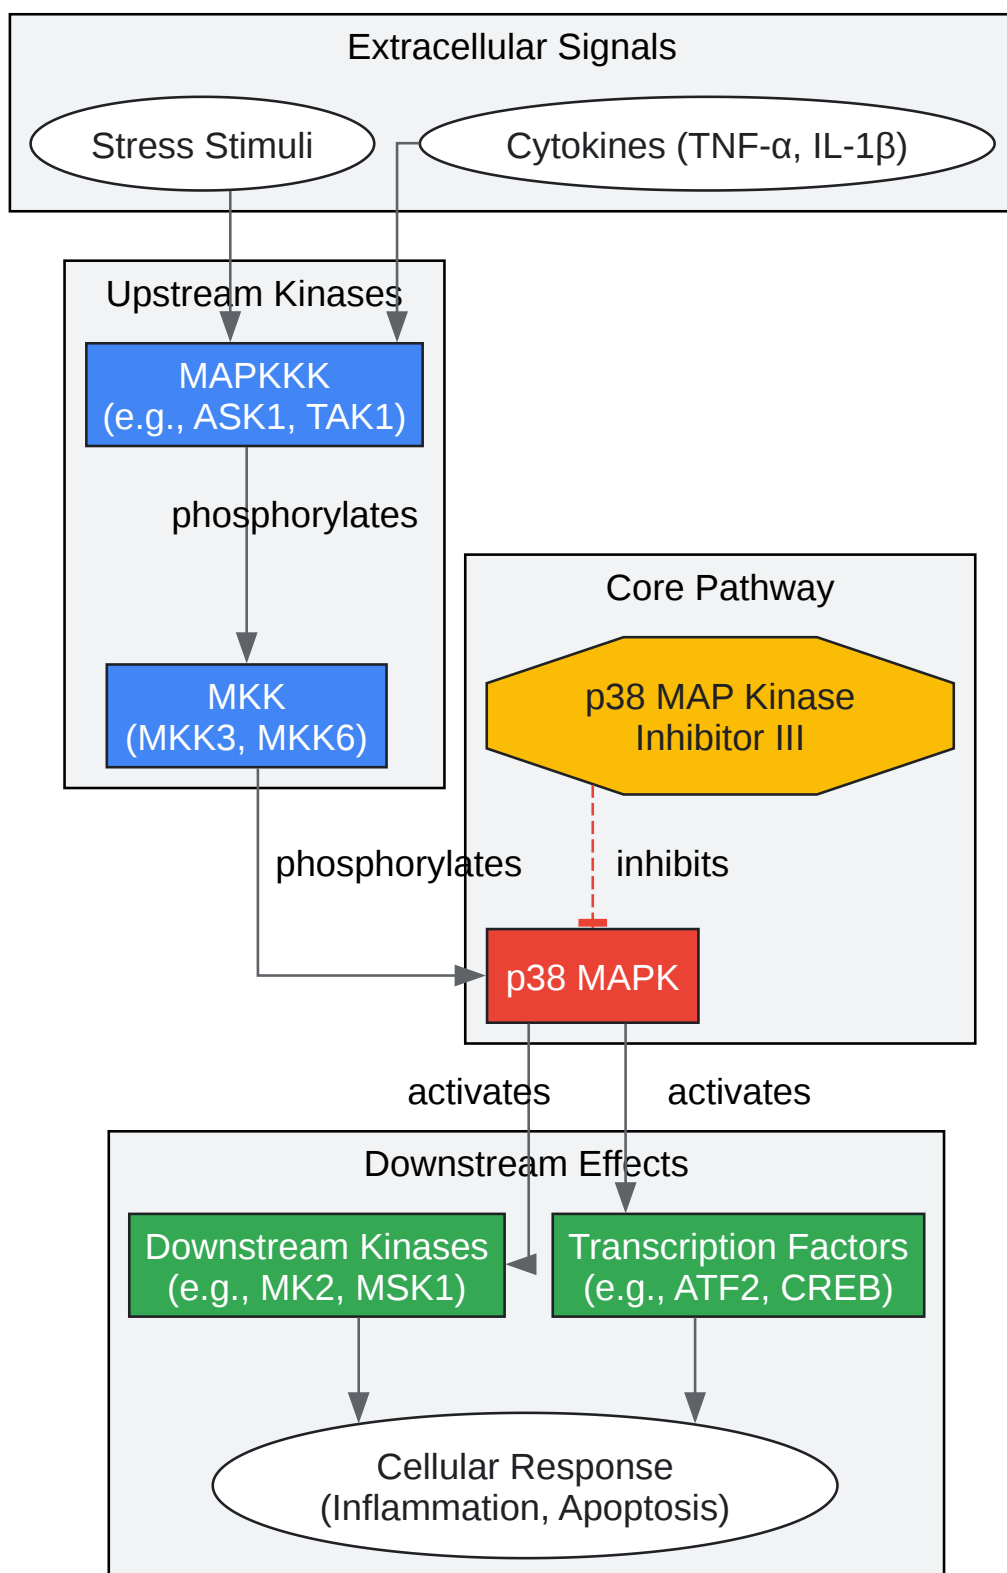 Extracellular Signals
Stress Stimuli
Cytokines (TNF-α, IL-1β)
Upstream Kinases
MAPKKK
(e.g., ASK1, TAK1)
phosphorylates
MKK
(MKK3, MKK6)
Core Pathway
p38 MAP Kinase
Inhibitor III
phosphorylates
inhibits
p38 MAPK
activates
activates
Downstream Effects
Downstream Kinases
(e.g., MK2, MSK1)
Transcription Factors
(e.g., ATF2, CREB)
Cellular Response
(Inflammation, Apoptosis)